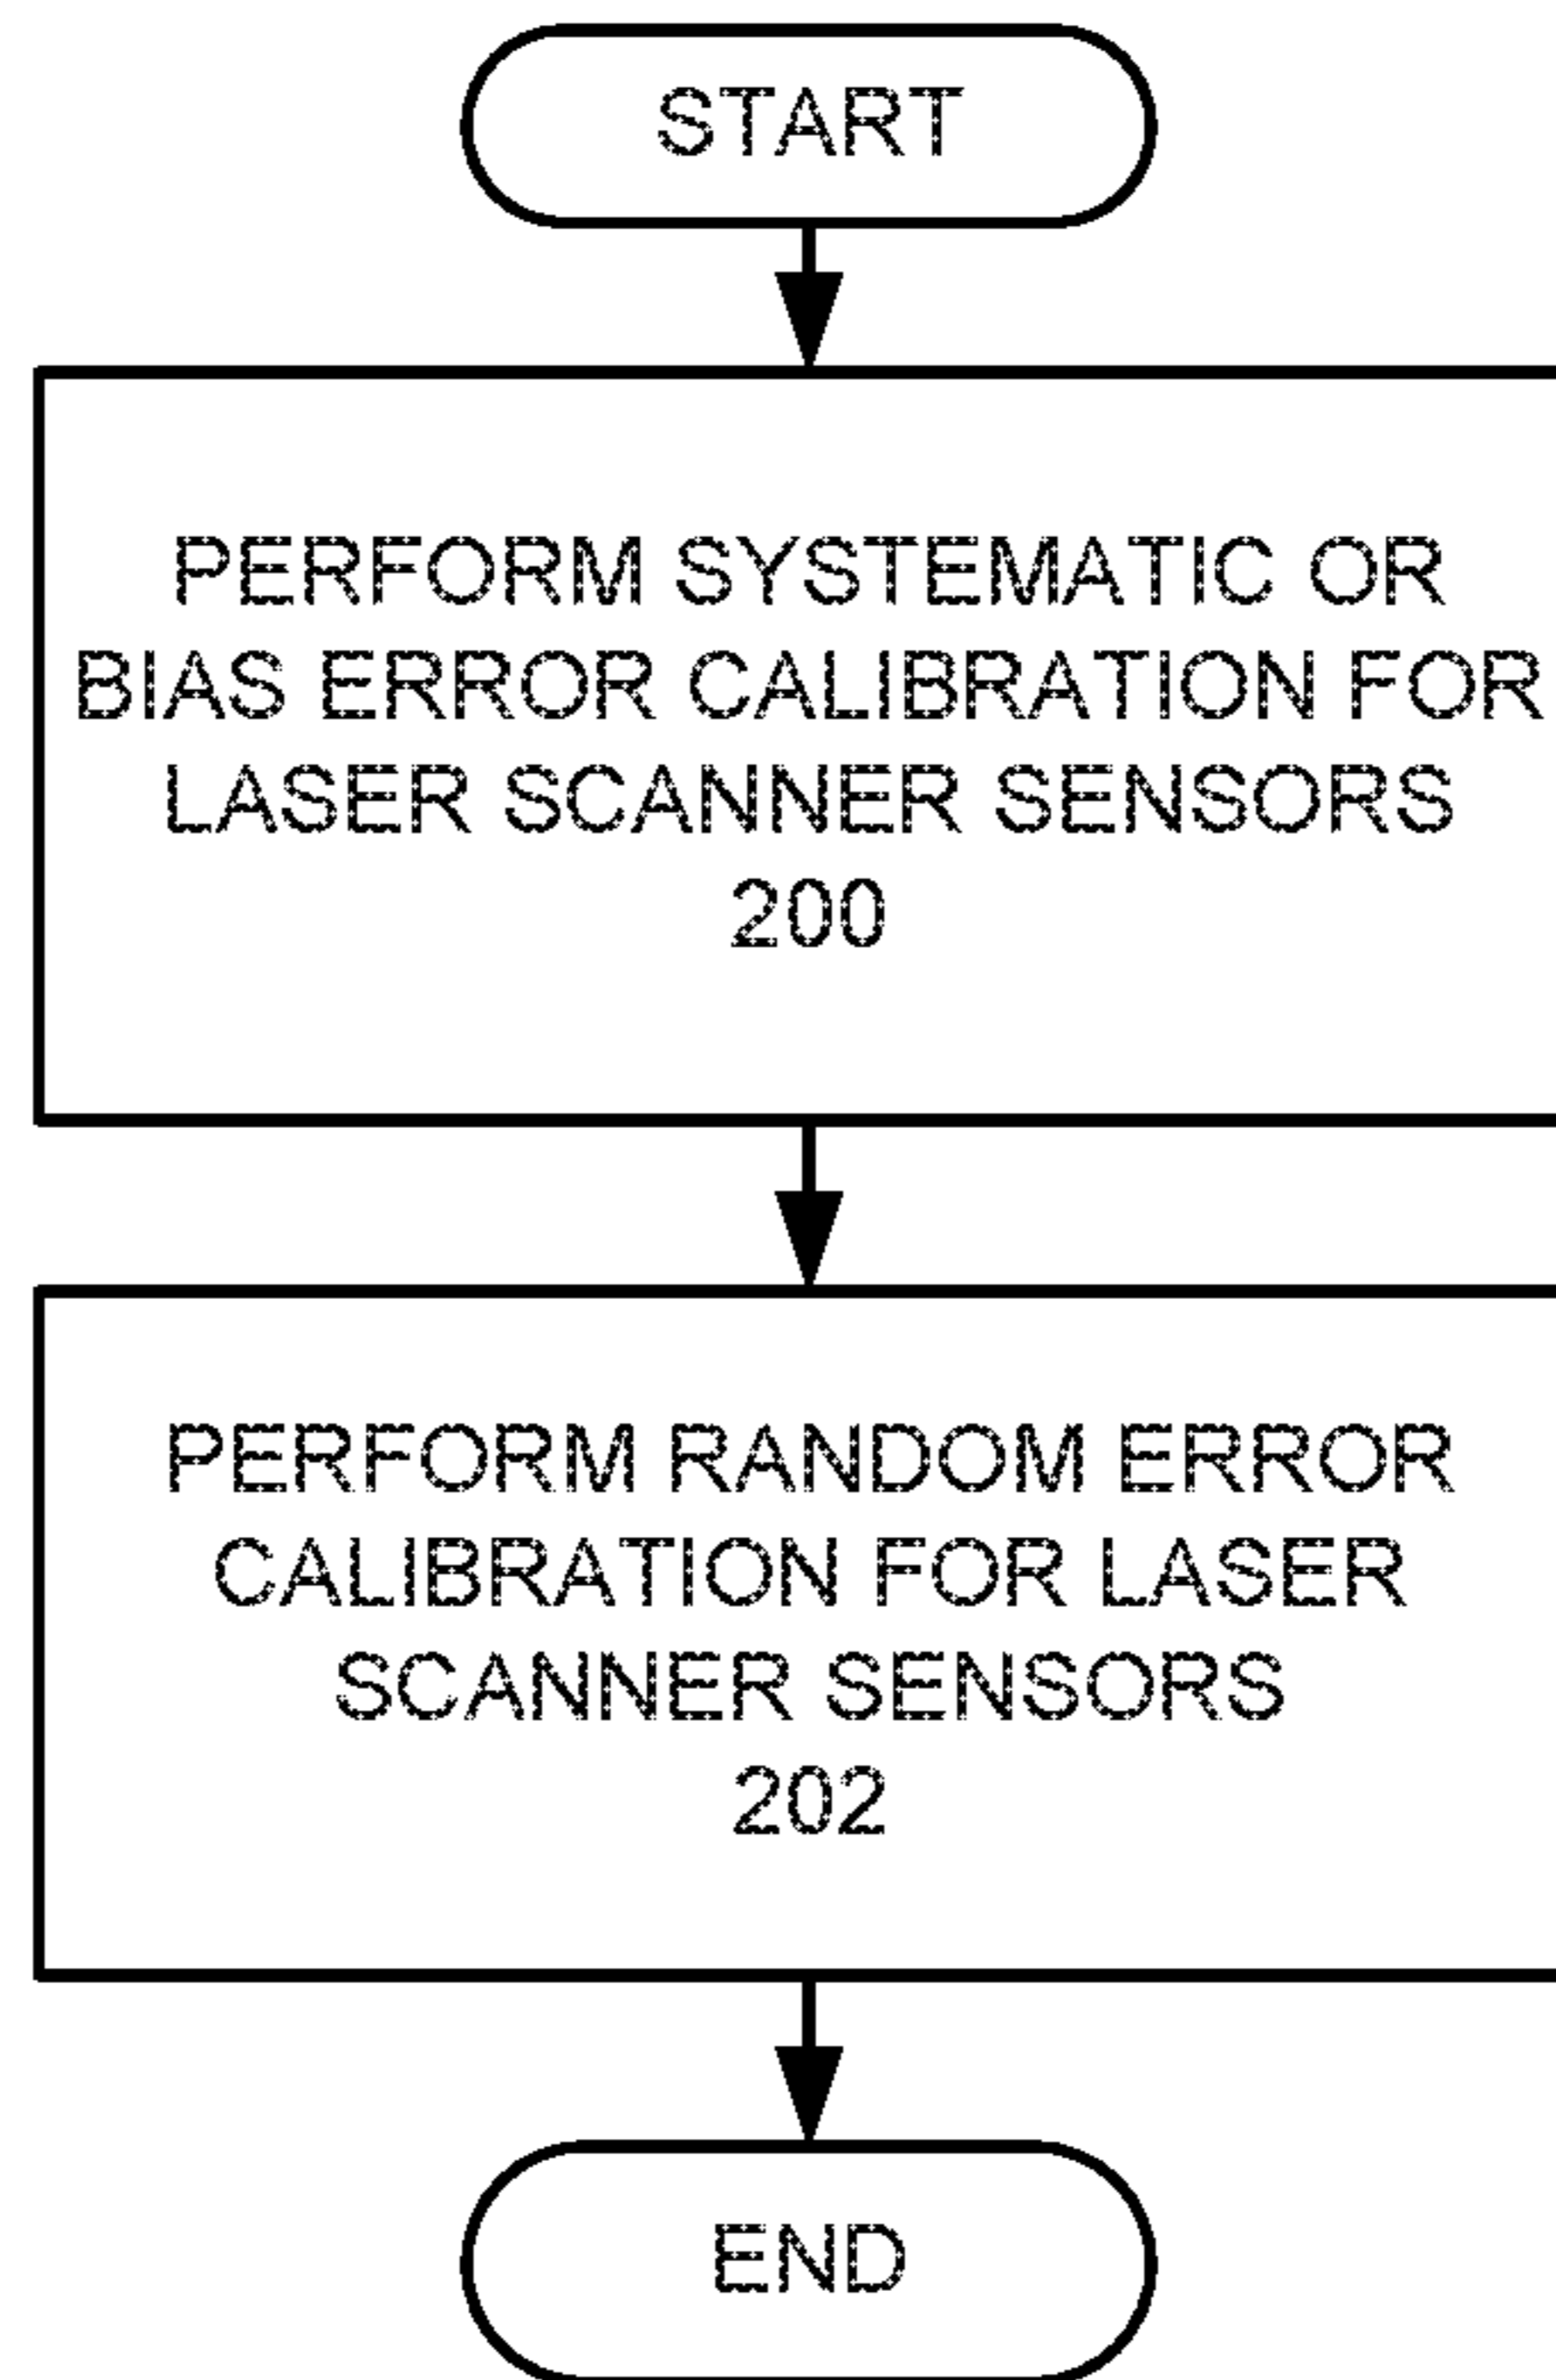 START
PERFORM SYSTEMATIC OR
BIAS ERROR CALIBRATION FOR
LASER SCANNER SENSORS
200
PERFORM RANDOM ERROR
CALIBRATION FOR LASER
SCANNER SENSORS
202
END